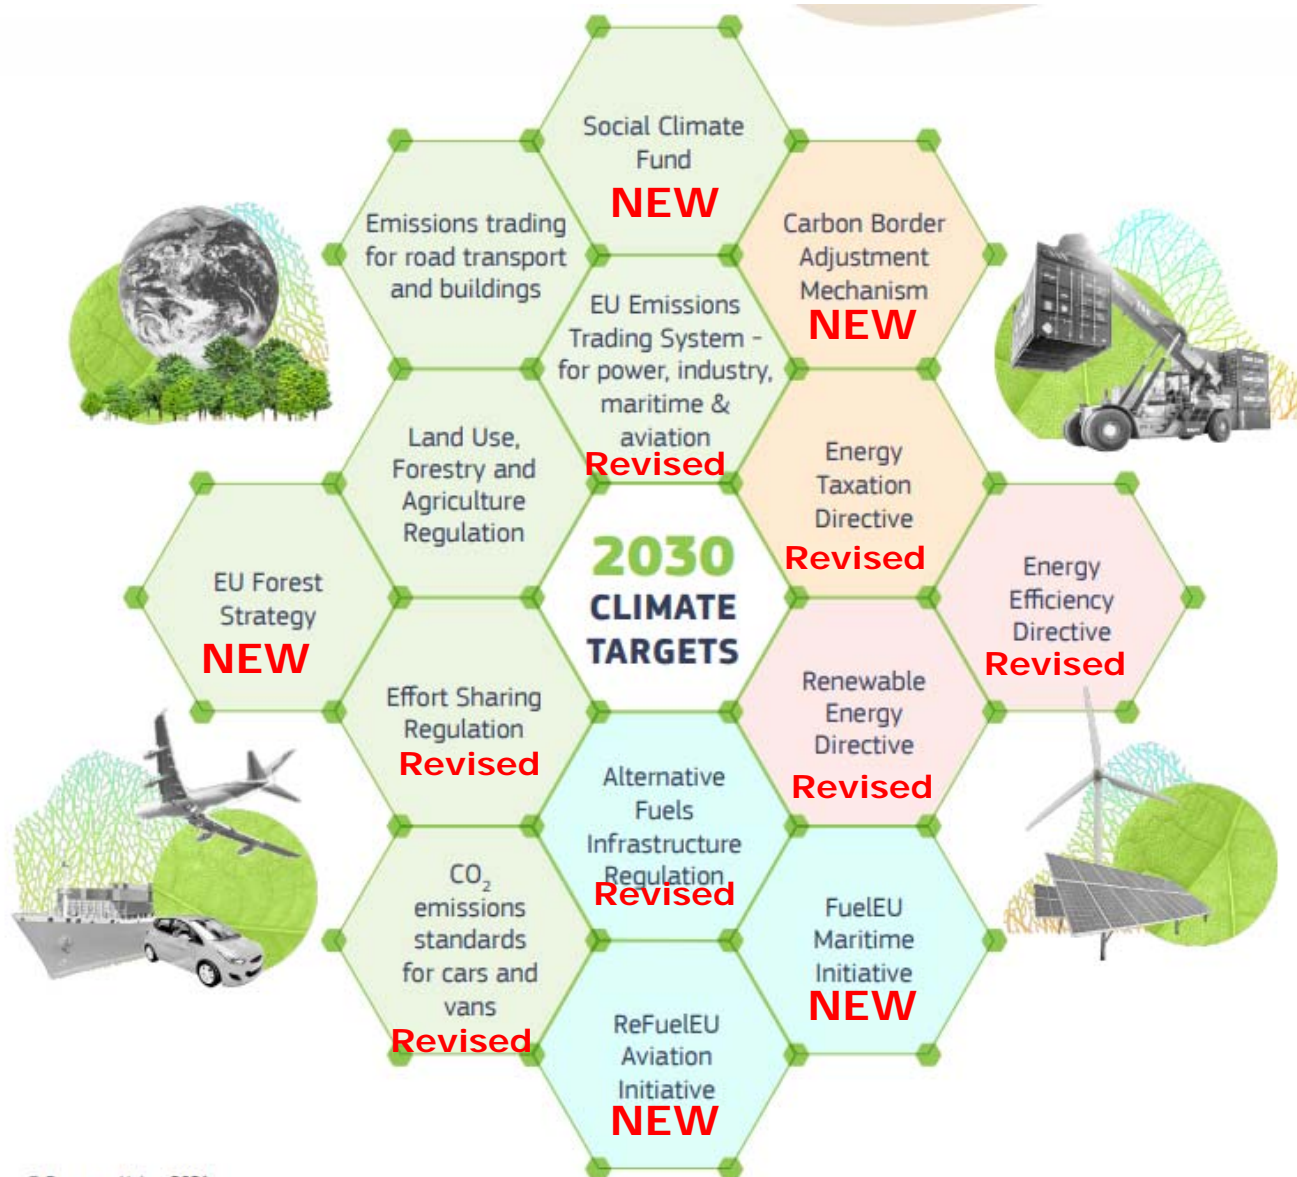 Social Climate
Fund
NEW
Emissions trading
for road transport
and buildings
Carbon Border
Adjustment
Mechanism
NEW
EU Emissions
Trading System -
for power, industry,
maritime &
aviation
Revised
Land Use,
Forestry and
Agriculture
Regulation
Energy
Taxation
Directive
Revised
2030
CLIMATE
TARGETS
EU Forest
Strategy
NEW
Energy
Efficiency
Directive
Revised
Effort Sharing
Regulation
Revised
Renewable
Energy
Directive
Revised
Alternative
Fuels
Infrastructure
Regulation
Revised
CO₂
emissions
standards
for cars and
vans
Revised
FuelEU
Maritime
Initiative
NEW
ReFuelEU
Aviation
Initiative
NEW